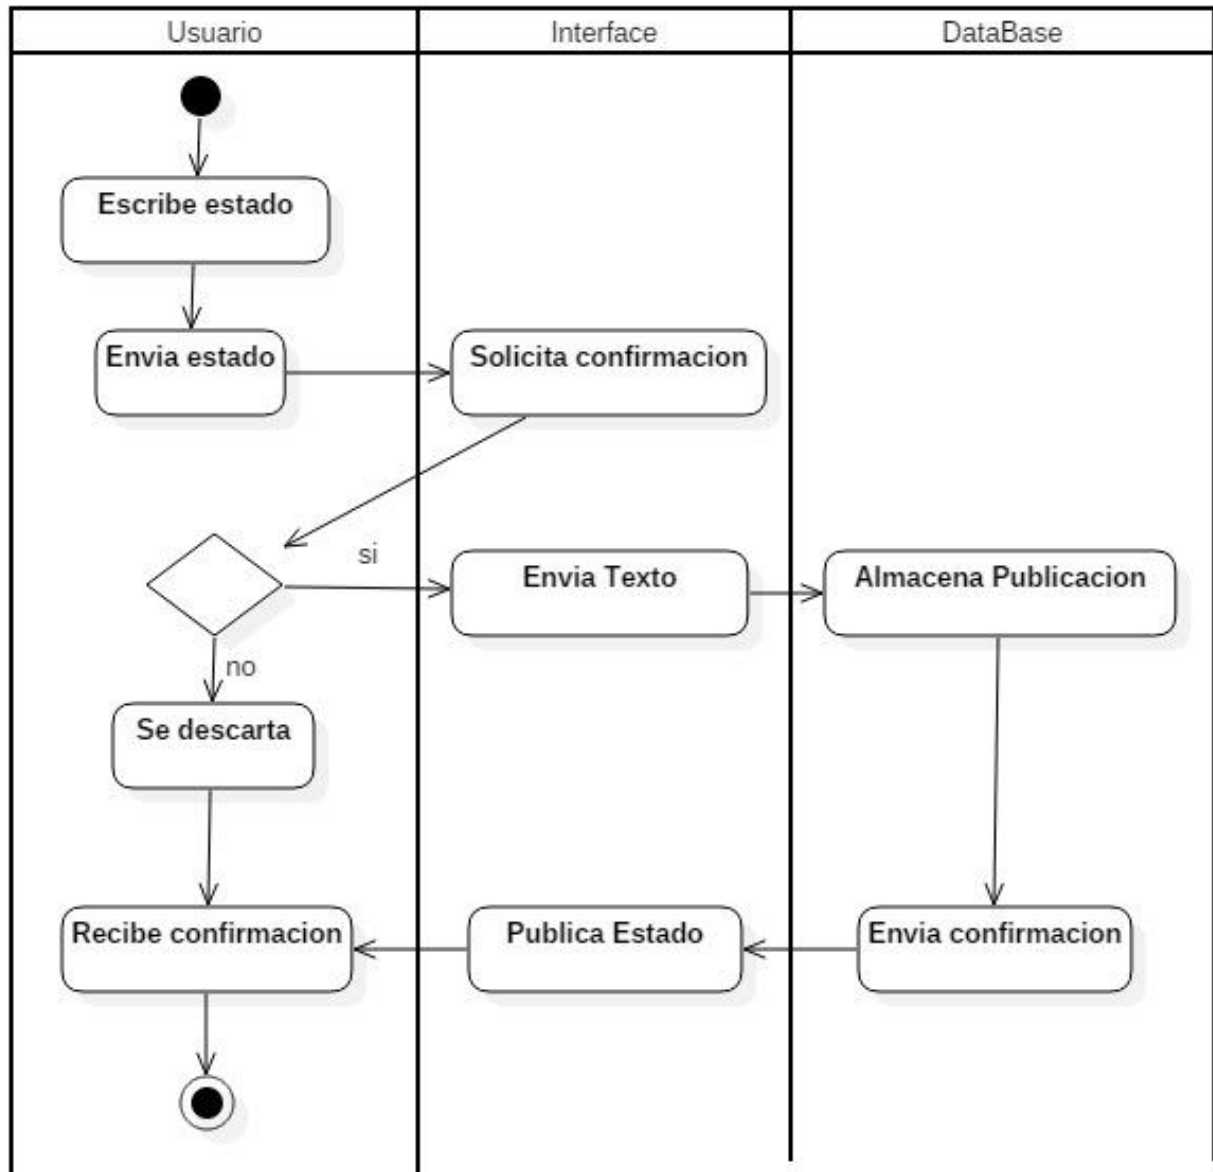 Usuario
Interface
DataBase
Escribe estado
Envia estado
Solicita confirmacion
si
Envia Texto
Almacena Publicacion
no
Se descarta
Recibe confirmacion
Publica Estado
Envia confirmacion